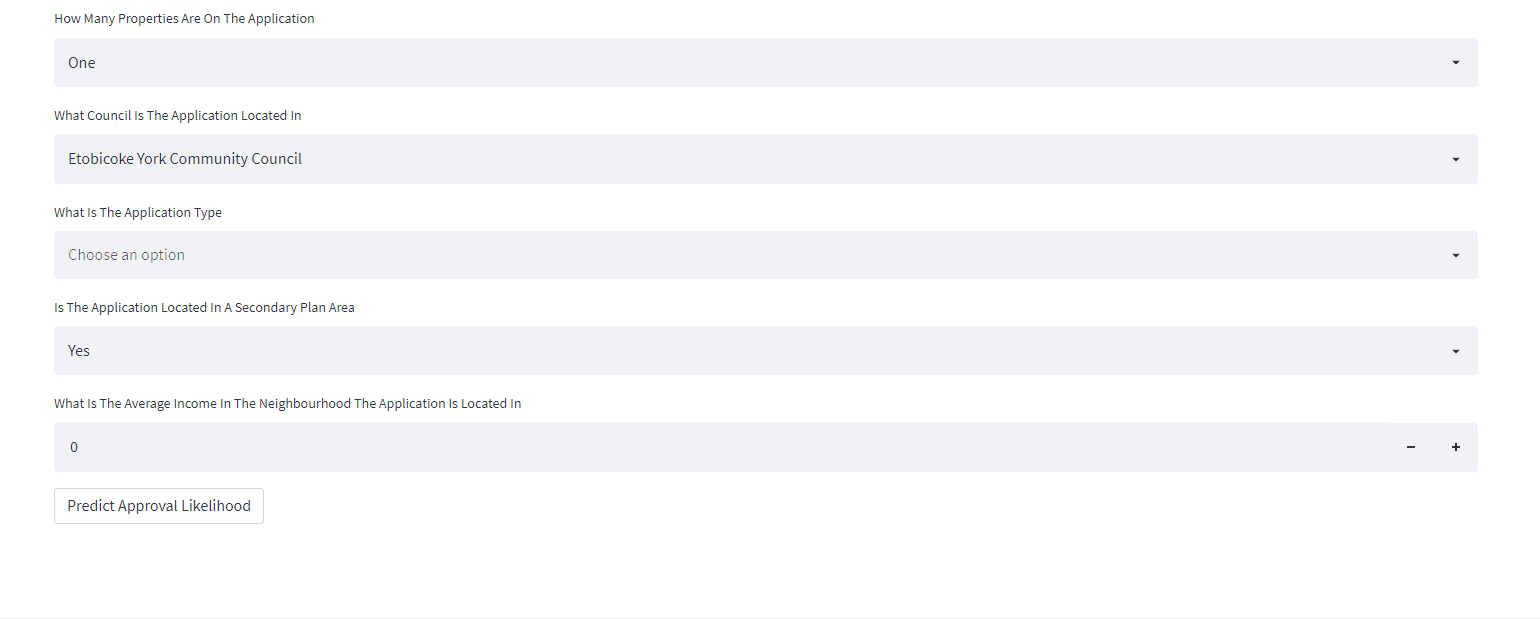 How Many Properties Are On The Application
One
What Council Is The Application Located In
Etobicoke York Community Council
What Is The Application Type
Choose an option
Is The Application Located In A Secondary Plan Area
Yes
What Is The Average Income In The Neighbourhood The Application Is Located In
0
Predict Approval Likelihood